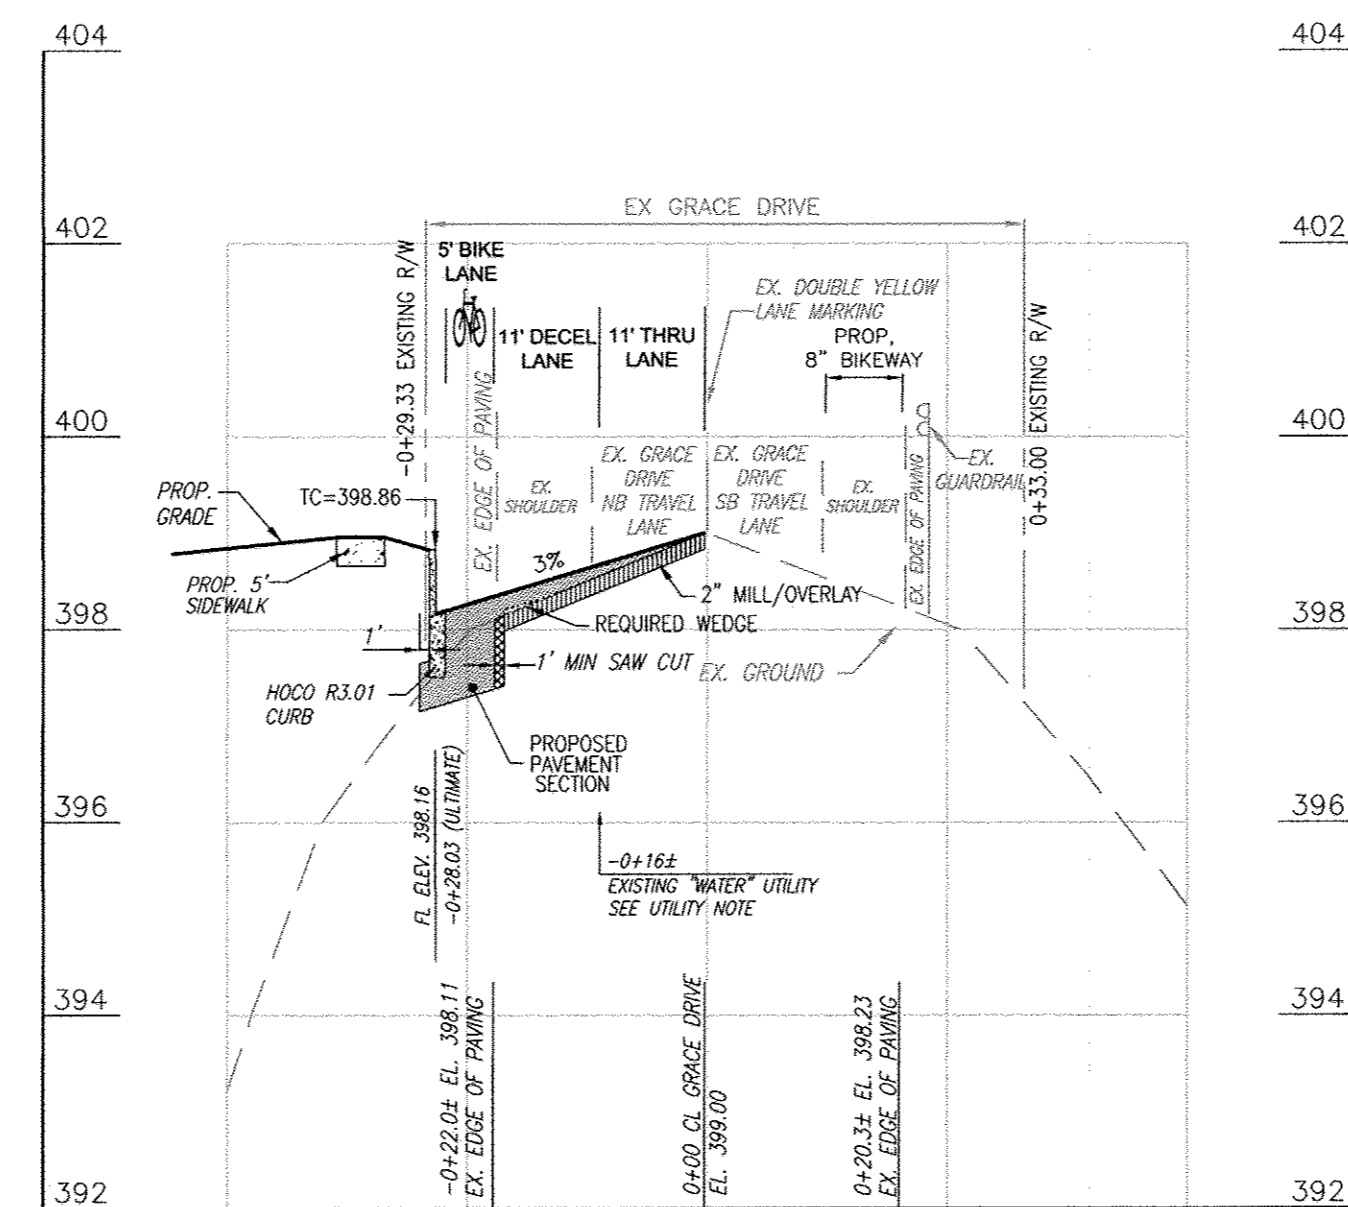 404
404
EX GRACE DRIVE
402
402
-0+29.33 EXISTING R/W
5' BIKE
LANE
EX. DOUBLE YELLOW
LANE MARKING
11' DECEL
LANE
11' THRU
LANE
PROP,
8" BIKEWAY
0+33.00 EXISTING R/W
EX. EDGE OF PAVING
400
400
EX.
SHOULDER
EX. GRACE
DRIVE
NB TRAVEL
LANE
EX. GRACE
DRIVE
SB TRAVEL
LANE
EX.
SHOULDER
EX. EDGE OF PAVING
EX.
GUARDRAIL
PROP.
GRADE
TC=398.86
3%
PROP. 5'
SIDEWALK
2" MILL/OVERLAY
398
398
REQUIRED WEDGE
1'
1' MIN SAW CUT
EX. GROUND
HOCO R3.01
CURB
PROPOSED
PAVEMENT
SECTION
FL ELEV. 398.16
-0+28.03 (ULTIMATE)
396
396
-0+16±
EXISTING "WATER" UTILITY
SEE UTILITY NOTE
394
394
-0+22.0± EL. 398.11
EX. EDGE OF PAVING
0+00 CL GRACE DRIVE
EL. 399.00
0+20.3± EL. 398.23
EX. EDGE OF PAVING
392
392